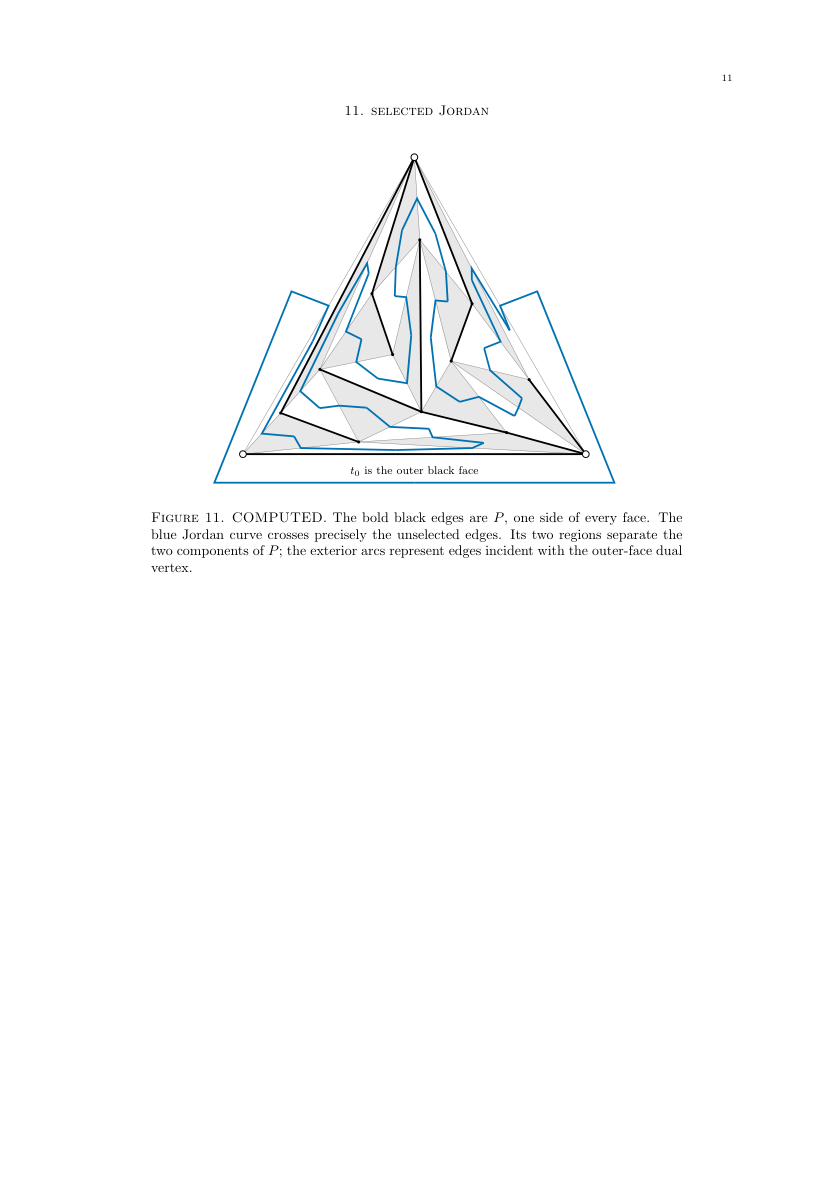 11
11. SELECTED JORDAN
t₀ is the outer black face
FIGURE 11. COMPUTED. The bold black edges are P, one side of every face. The
blue Jordan curve crosses precisely the unselected edges. Its two regions separate the
two components of P; the exterior arcs represent edges incident with the outer-face dual
vertex.